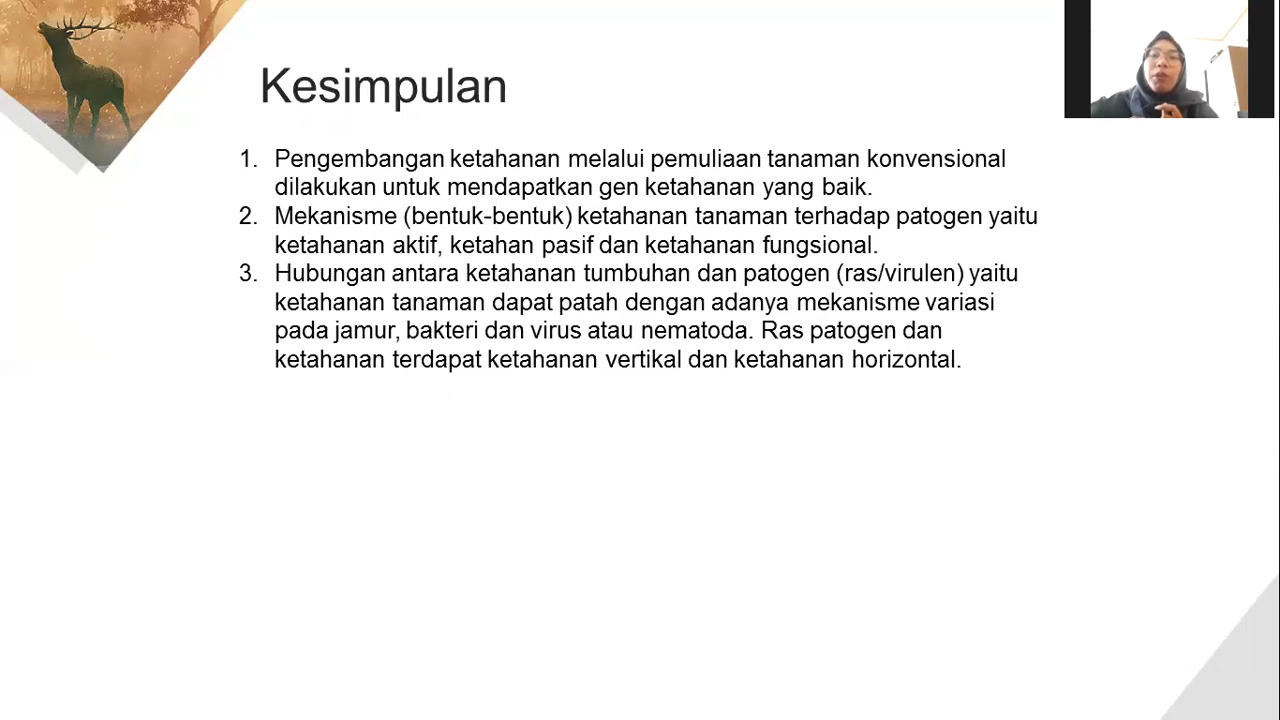 Kesimpulan
1. Pengembangan ketahanan melalui pemuliaan tanaman konvensional
dilakukan untuk mendapatkan gen ketahanan yang baik.
2. Mekanisme (bentuk-bentuk) ketahanan tanaman terhadap patogen yaitu
ketahanan aktif, ketahan pasif dan ketahanan fungsional.
3. Hubungan antara ketahanan tumbuhan dan patogen (ras/virulen) yaitu
ketahanan tanaman dapat patah dengan adanya mekanisme variasi
pada jamur, bakteri dan virus atau nematoda. Ras patogen dan
ketahanan terdapat ketahanan vertikal dan ketahanan horizontal.